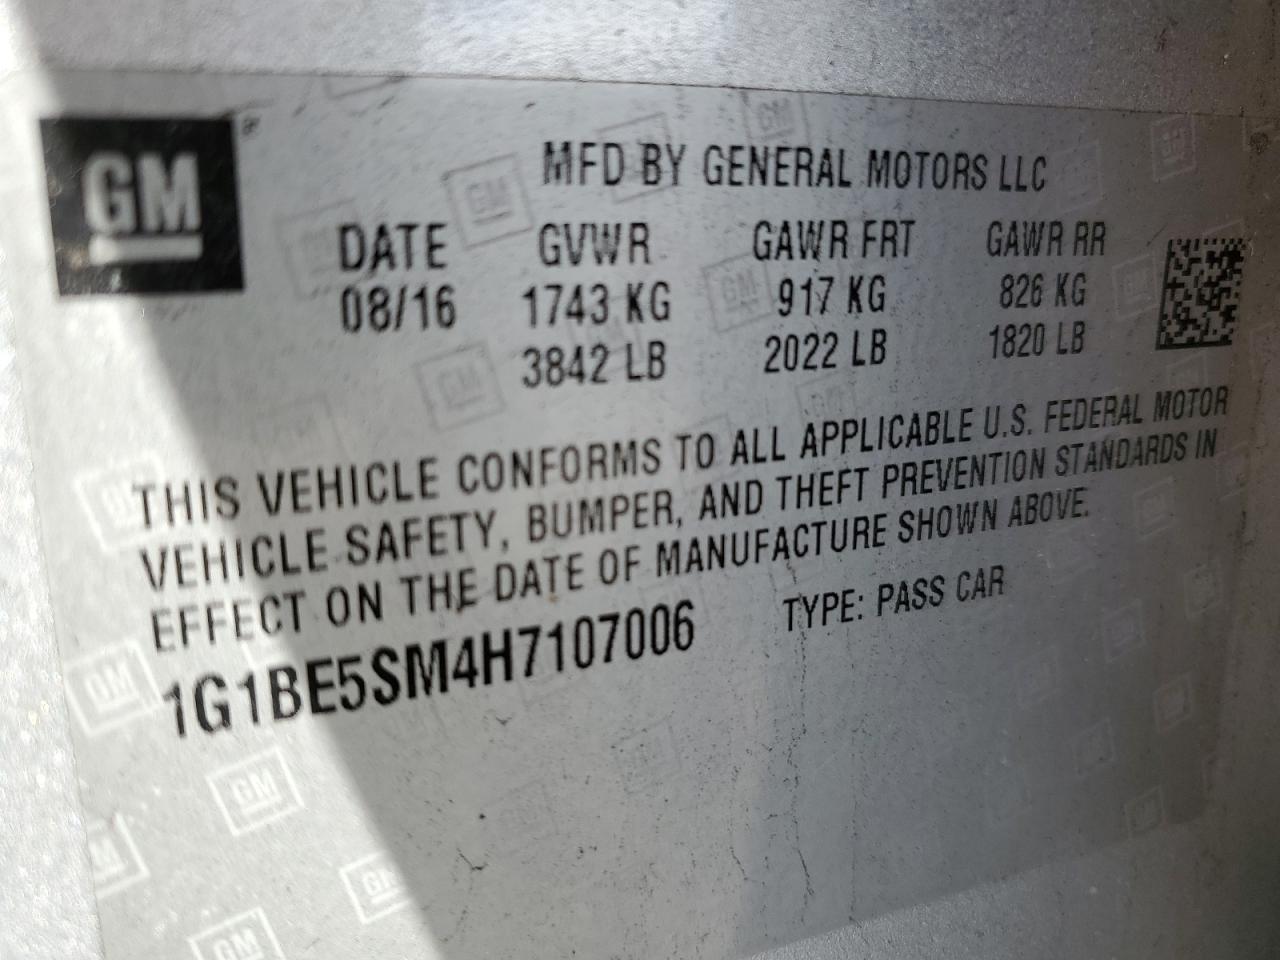 GM
MFD BY GENERAL MOTORS LLC
DATE GVWR GAWR FRT GAWR RR
08/16 1743 KG 917 KG 826 KG
3842 LB 2022 LB 1820 LB
THIS VEHICLE CONFORMS TO ALL APPLICABLE U.S. FEDERAL MOTOR
VEHICLE SAFETY, BUMPER, AND THEFT PREVENTION STANDARDS IN
EFFECT ON THE DATE OF MANUFACTURE SHOWN ABOVE.
1G1BE5SM4H7107006 TYPE: PASS CAR